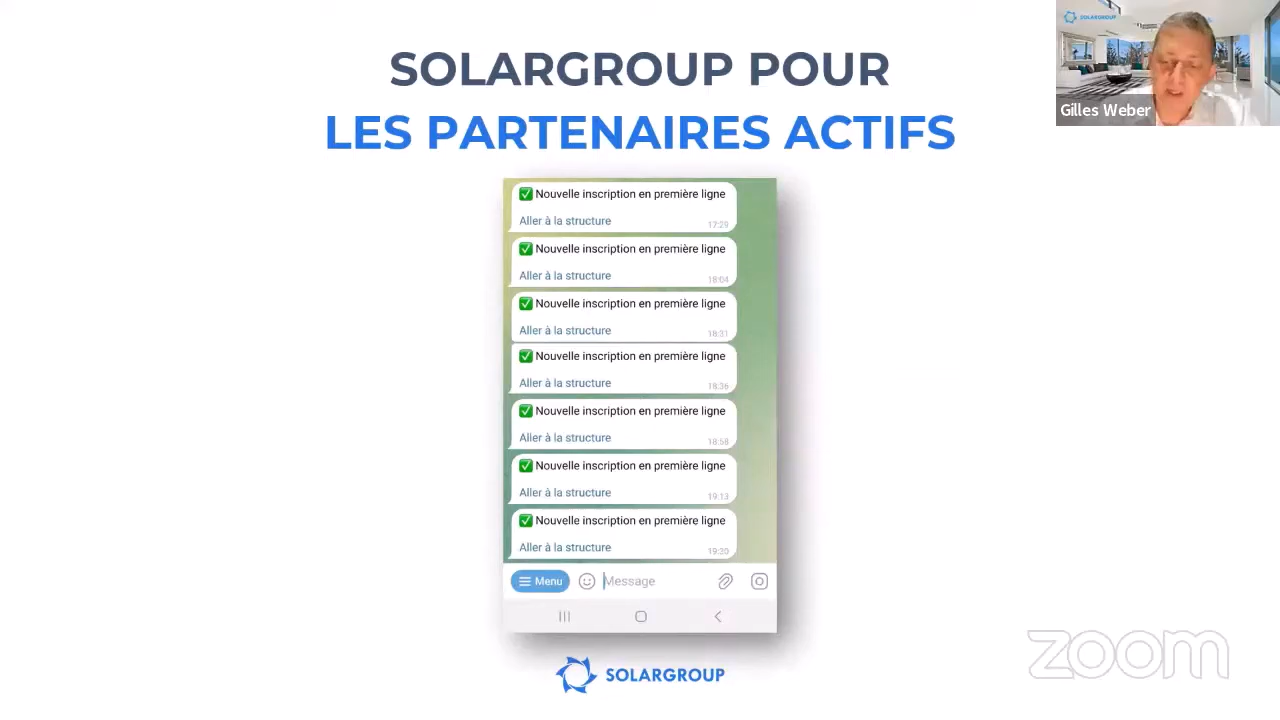 SOLARGROUP POUR
LES PARTENAIRES ACTIFS
SOLARGROUP
Gilles Weber
✅ Nouvelle inscription en première ligne
Aller à la structure 17:29
✅ Nouvelle inscription en première ligne
Aller à la structure 18:04
✅ Nouvelle inscription en première ligne
Aller à la structure 18:31
✅ Nouvelle inscription en première ligne
Aller à la structure 18:36
✅ Nouvelle inscription en première ligne
Aller à la structure 18:58
✅ Nouvelle inscription en première ligne
Aller à la structure 19:13
✅ Nouvelle inscription en première ligne
Aller à la structure 19:30
Menu
Message
SOLARGROUP
zoom